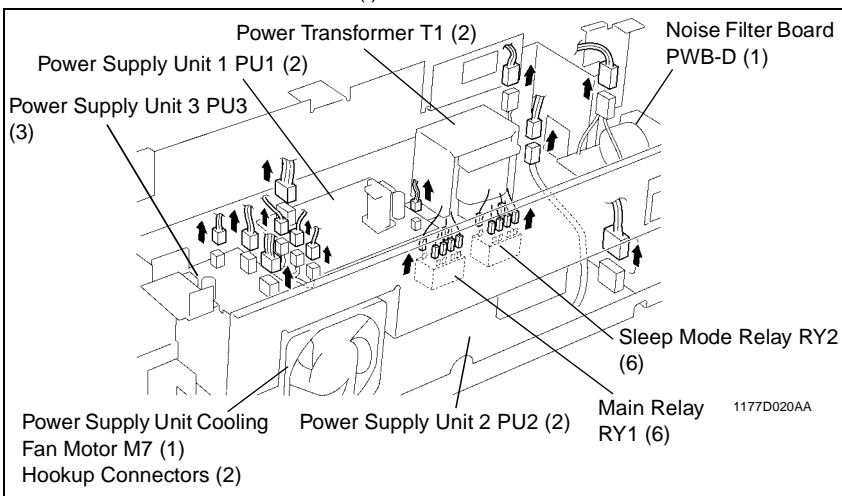 Power Transformer T1 (2)
Noise Filter Board
PWB-D (1)
Power Supply Unit 1 PU1 (2)
Power Supply Unit 3 PU3
(3)
Sleep Mode Relay RY2
(6)
Main Relay
RY1 (6)
1177D020AA
Power Supply Unit Cooling
Fan Motor M7 (1)
Hookup Connectors (2)
Power Supply Unit 2 PU2 (2)